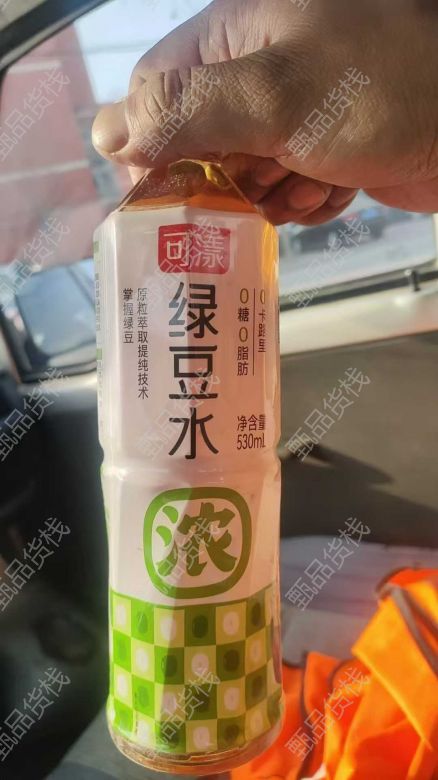 可漾
绿豆水
原粒萃取提纯技术
掌握绿豆
0卡路里
0糖0脂肪
净含量
530mL
浓
甄品货栈